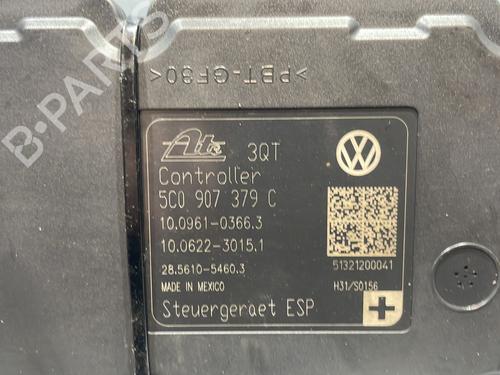 B-PARTS
>PBT-GF30<
Ate 3QT
Controller
5C0 907 379 C
10.0961-0366.3
10.0622-3015.1
28.5610-5460.3
51321200041
MADE IN MEXICO
H31/S0156
Steuergeraet ESP